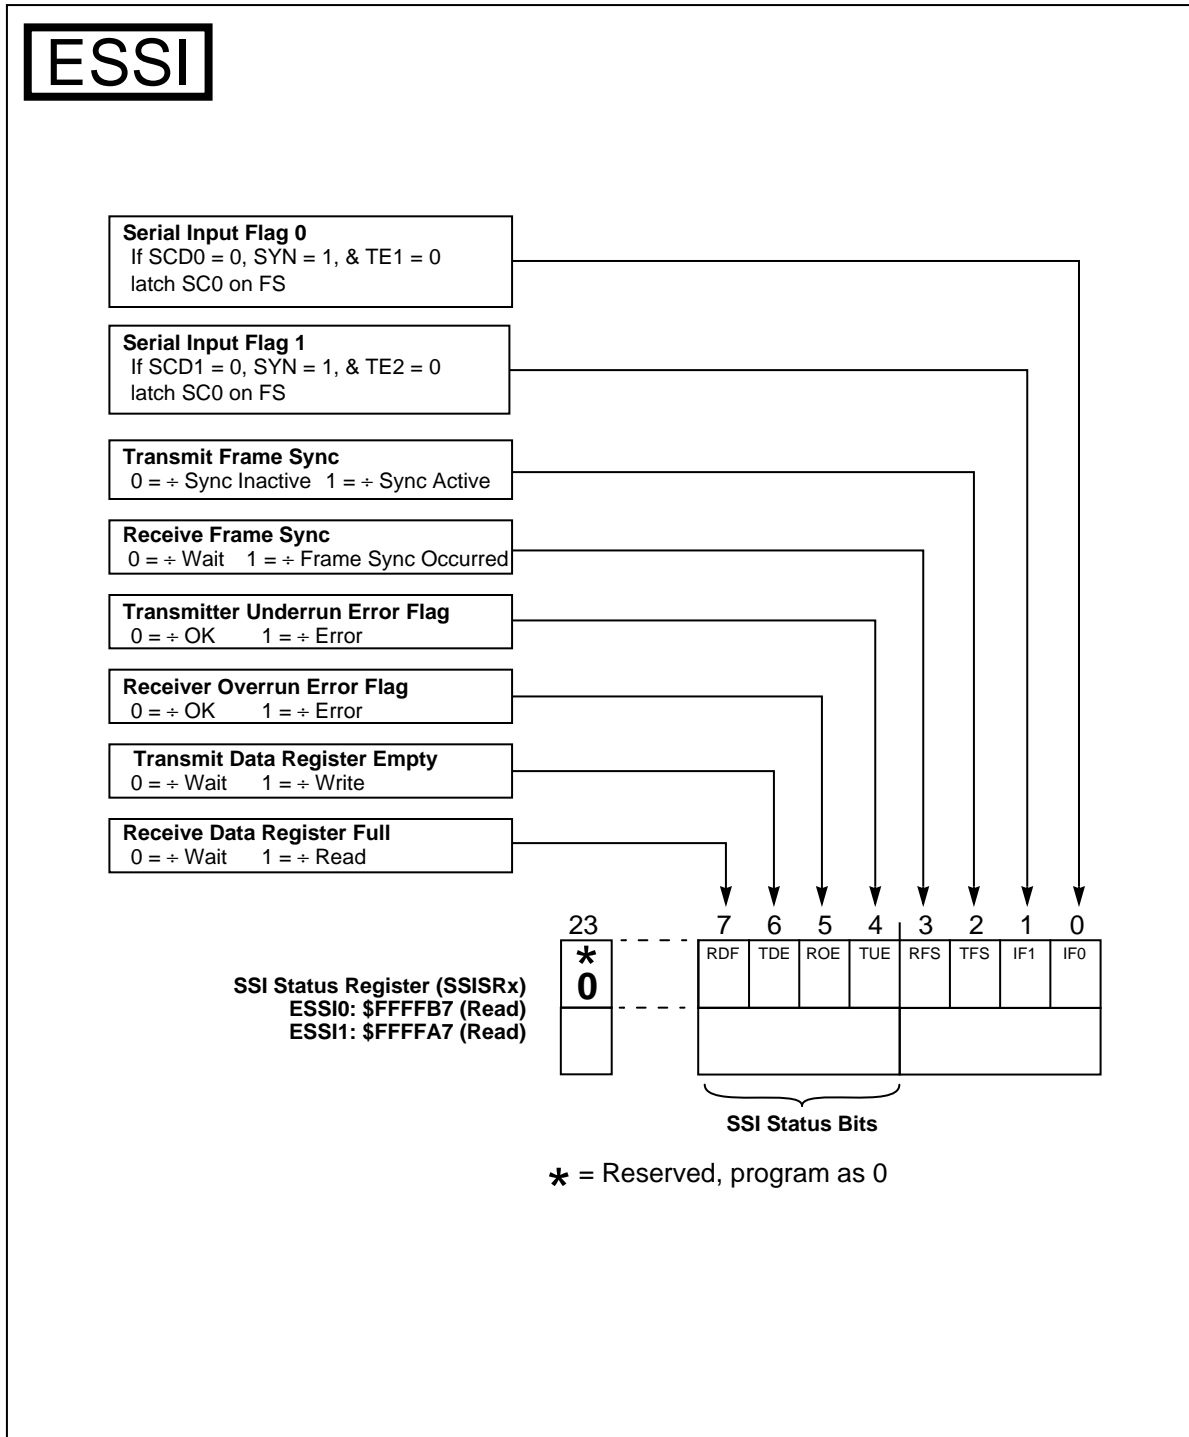 ESSI
Serial Input Flag 0
If SCD0 = 0, SYN = 1, & TE1 = 0
latch SC0 on FS
Serial Input Flag 1
If SCD1 = 0, SYN = 1, & TE2 = 0
latch SC0 on FS
Transmit Frame Sync
0 = ÷ Sync Inactive 1 = ÷ Sync Active
Receive Frame Sync
0 = ÷ Wait 1 = ÷ Frame Sync Occurred
Transmitter Underrun Error Flag
0 = ÷ OK 1 = ÷ Error
Receiver Overrun Error Flag
0 = ÷ OK 1 = ÷ Error
Transmit Data Register Empty
0 = ÷ Wait 1 = ÷ Write
Receive Data Register Full
0 = ÷ Wait 1 = ÷ Read
23 7 6 5 4 3 2 1 0
* RDF TDE ROE TUE RFS TFS IF1 IF0
0
SSI Status Register (SSISRx)
ESSI0: $FFFFB7 (Read)
ESSI1: $FFFFA7 (Read)
SSI Status Bits
* = Reserved, program as 0